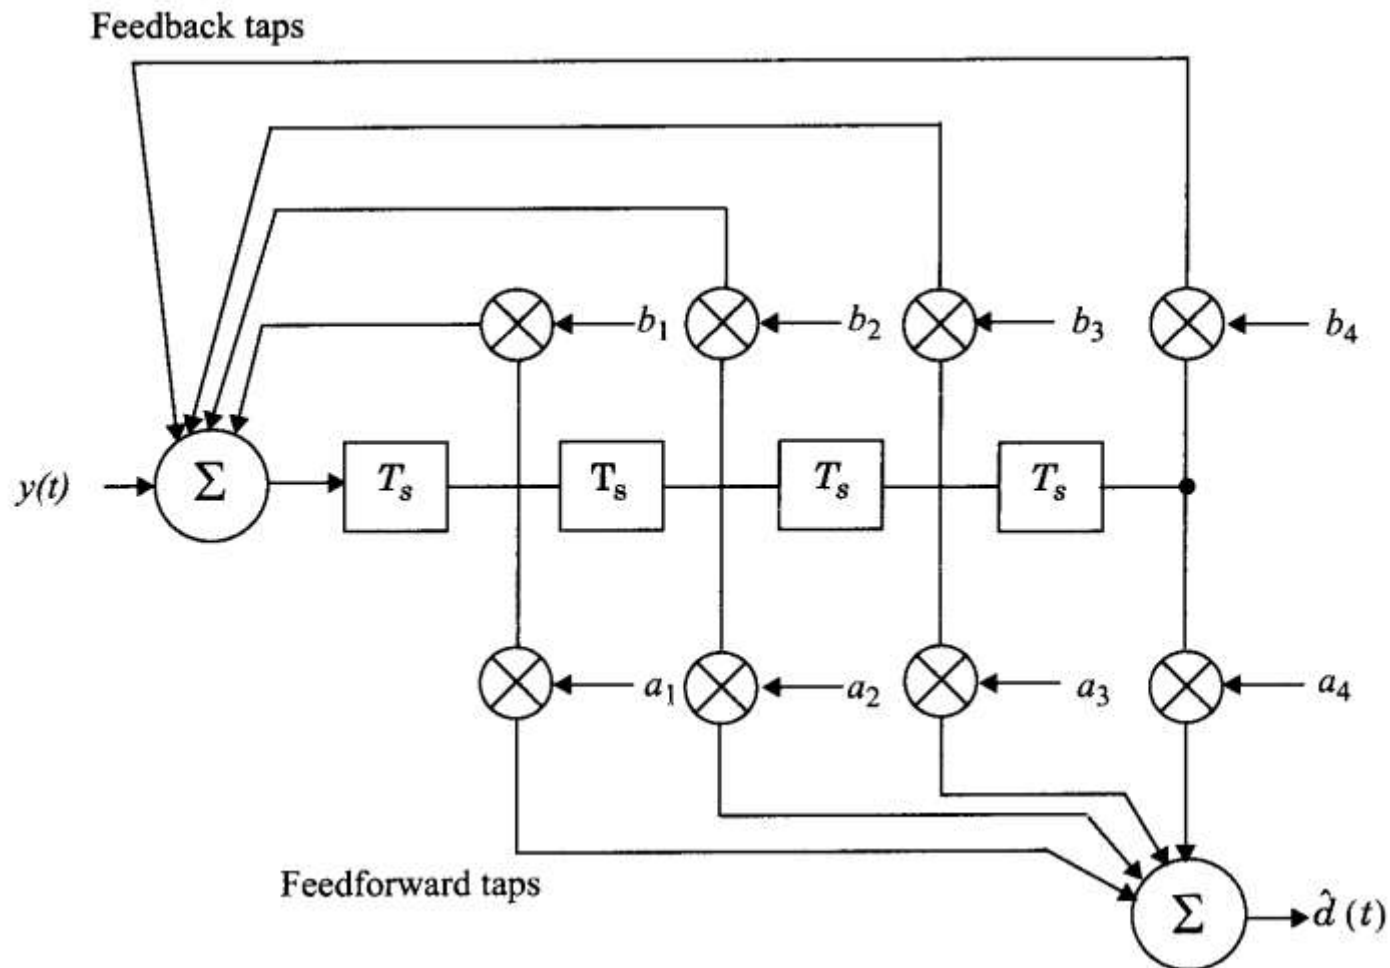 Feedback taps
b₁ b₂ b₃ b₄
y(t) Σ Tₛ Tₛ Tₛ Tₛ
a₁ a₂ a₃ a₄
Feedforward taps
Σ d̂ (t)